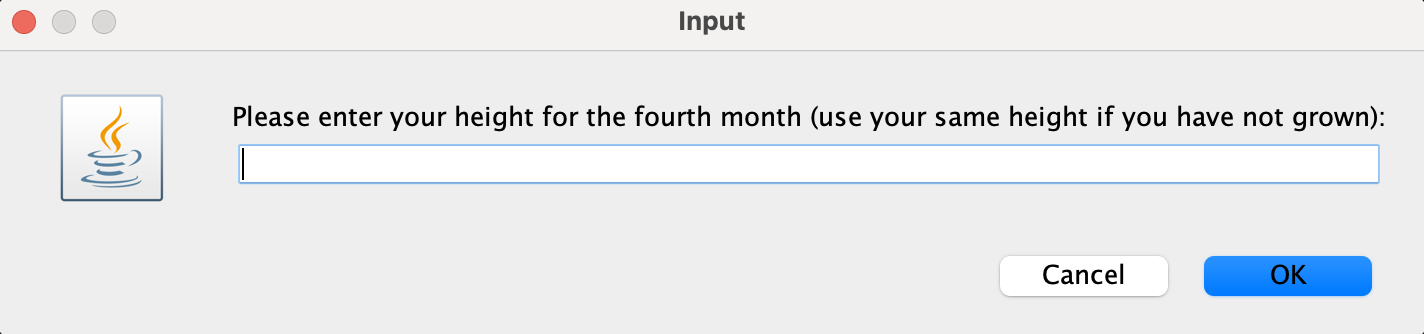 Input
Please enter your height for the fourth month (use your same height if you have not grown):
Cancel OK